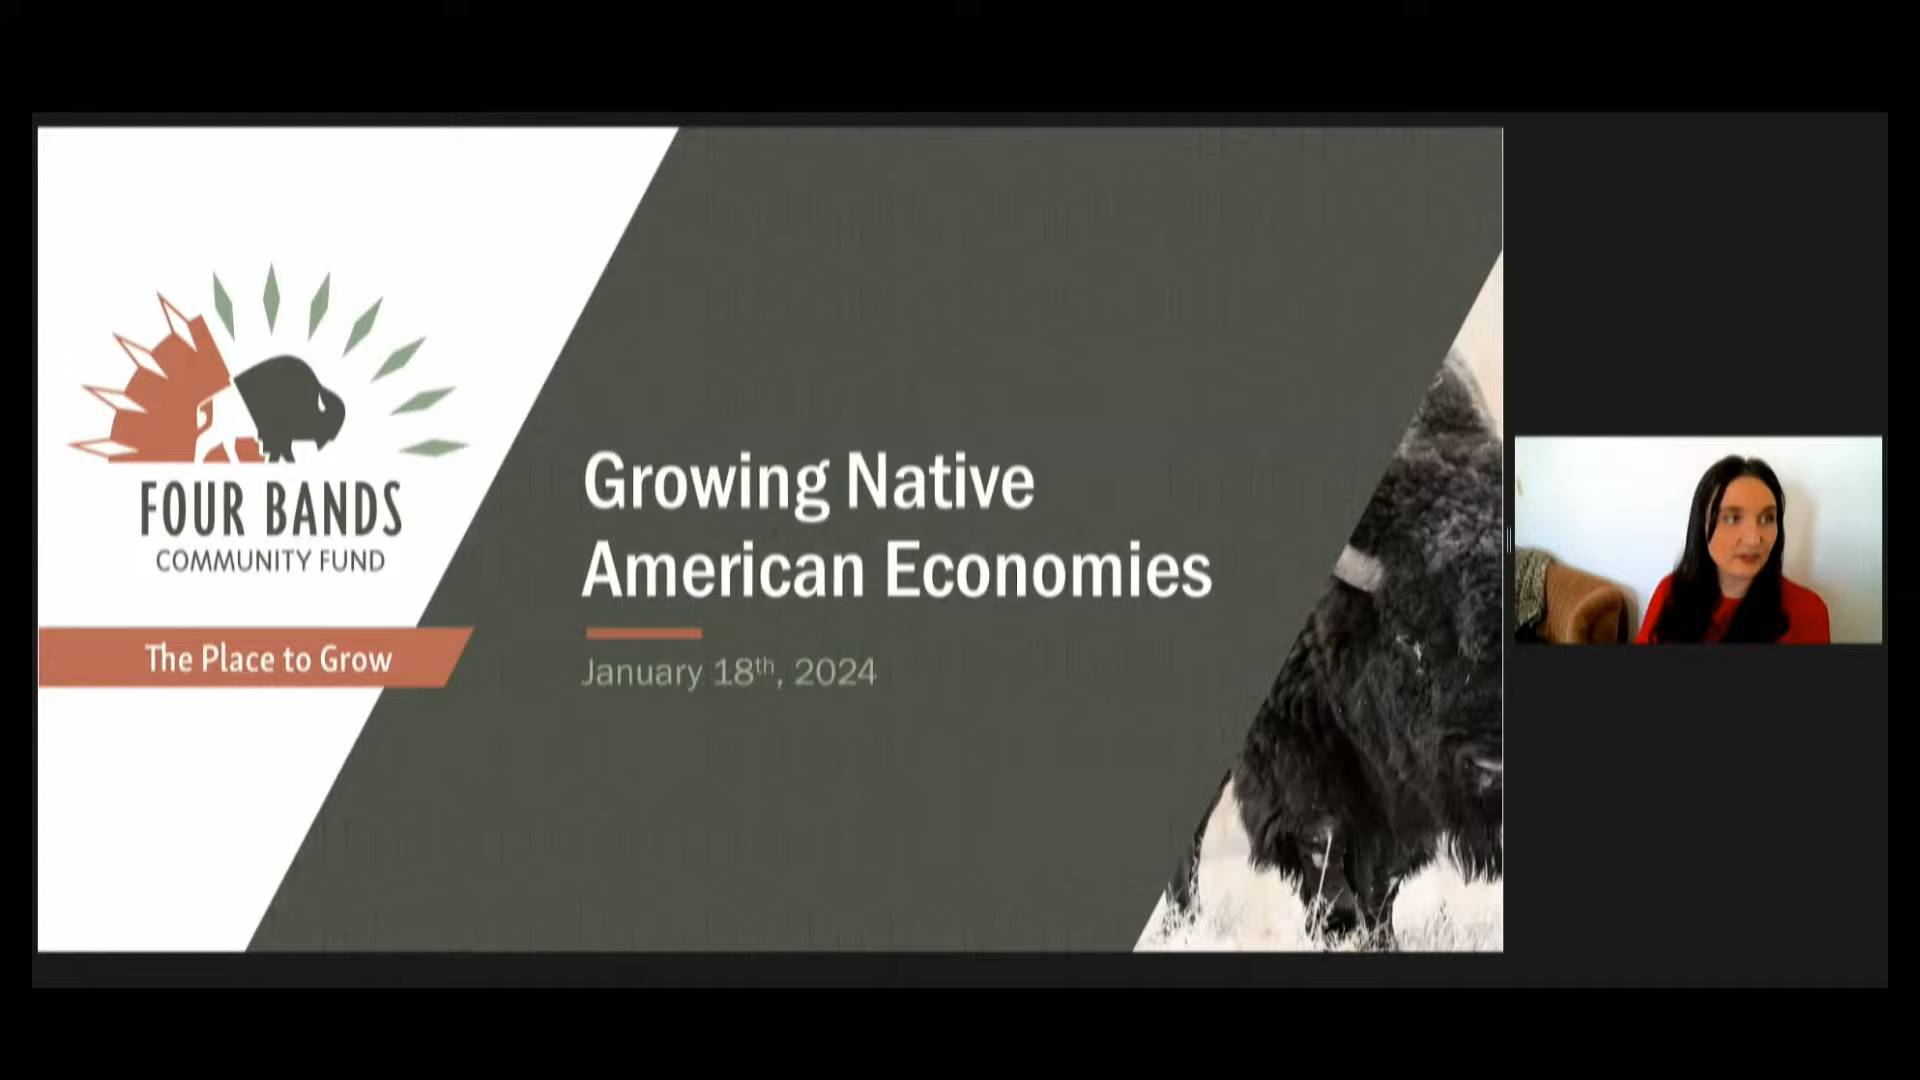 FOUR BANDS
COMMUNITY FUND
The Place to Grow
Growing Native
American Economies
January 18th, 2024